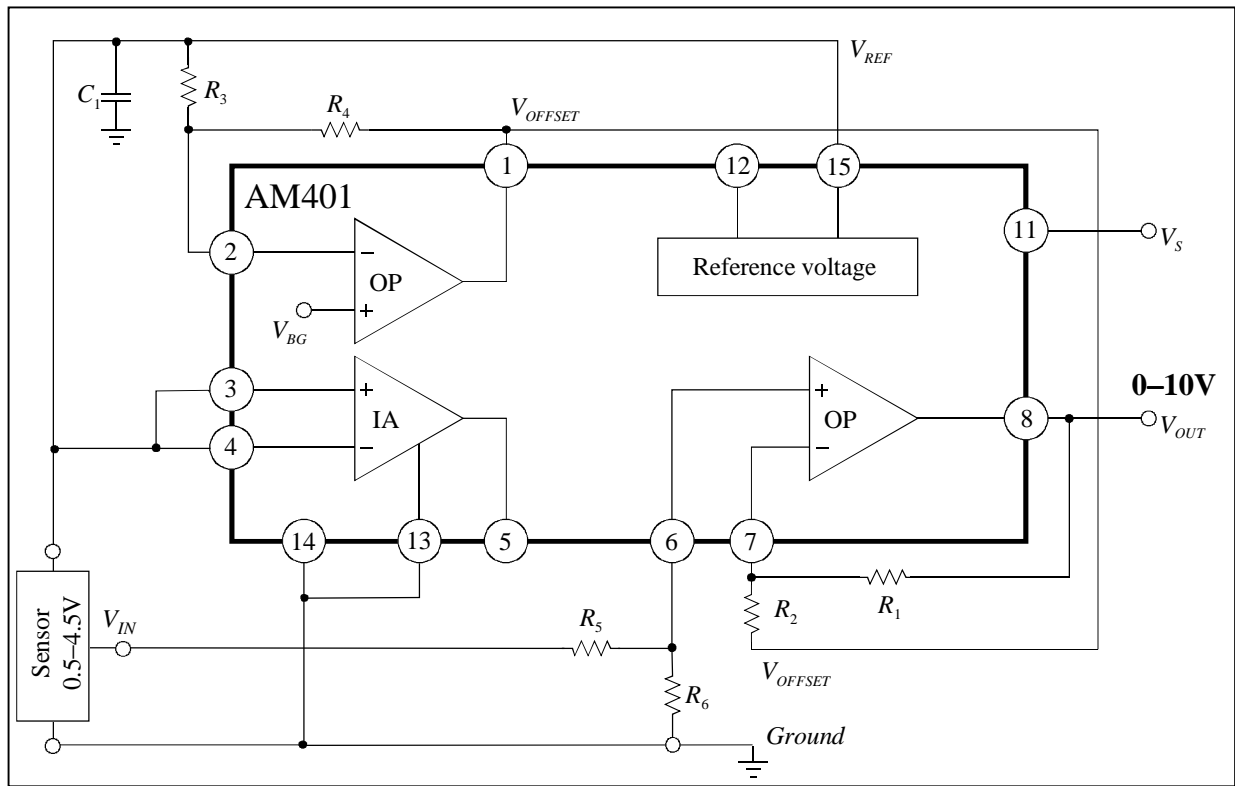 V_REF
C₁
R₃
R₄
V_OFFSET
1
12
15
AM401
2
−
OP
+
V_BG
Reference voltage
11
V_S
3
+
IA
4
−
+
OP
−
8
0–10V
V_OUT
14
13
5
6
7
R₁
R₂
Sensor
0.5–4.5V
V_IN
R₅
V_OFFSET
R₆
Ground